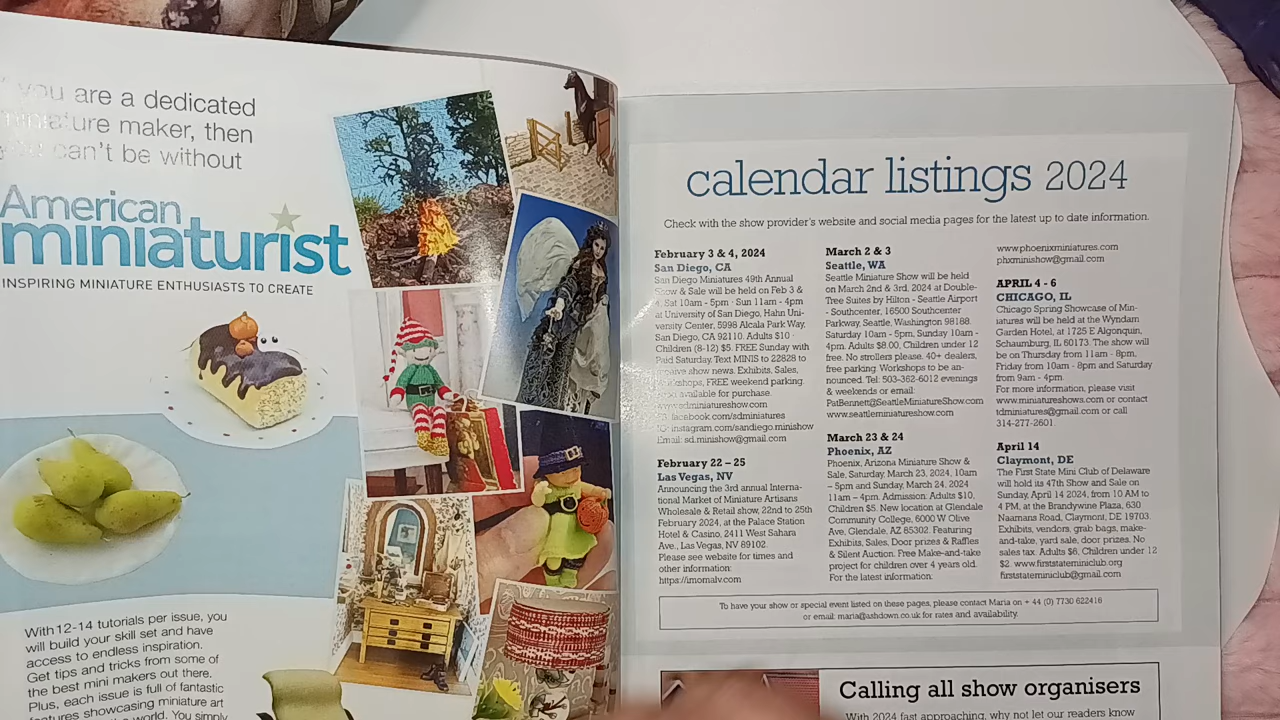 you are a dedicated
miniature maker, then
you can't be without
American
miniaturist
INSPIRING MINIATURE ENTHUSIASTS TO CREATE
With 12-14 tutorials per issue, you
will build your skill set and have
access to endless inspiration.
Get tips and tricks from some of
the best mini makers out there.
Plus, each issue is full of fantastic
features showcasing miniature art
world. You simply
calendar listings 2024
Check with the show provider's website and social media pages for the latest up to date information.
February 3 & 4, 2024
San Diego, CA
San Diego Miniatures 49th Annual
Show & Sale will be held on Feb 3 &
4, Sat 10am - 5pm · Sun 11am - 4pm
at University of San Diego, Hahn Uni-
versity Center, 5998 Alcala Park Way,
San Diego, CA 92110. Adults $10 ·
Children (8-12) $5. FREE Sunday with
Paid Saturday. Text MINIS to 22828 to
receive show news. Exhibits, Sales,
Workshops, FREE weekend parking.
available for purchase.
www.sdminiatureshow.com
facebook.com/sdminiatures
IG: instagram.com/sandiego.minishow
Email: sd.minishow@gmail.com
February 22 – 25
Las Vegas, NV
Announcing the 3rd annual Interna-
tional Market of Miniature Artisans
Wholesale & Retail show, 22nd to 25th
February 2024, at the Palace Station
Hotel & Casino, 2411 West Sahara
Ave., Las Vegas, NV 89102.
Please see website for times and
other information:
https://imomalv.com
March 2 & 3
Seattle, WA
Seattle Miniature Show will be held
on March 2nd & 3rd. 2024 at Double-
Tree Suites by Hilton - Seattle Airport
- Southcenter, 16500 Southcenter
Parkway, Seattle, Washington 98188.
Saturday 10am - 5pm, Sunday 10am -
4pm. Adults $8.00, Children under 12
free. No strollers please. 40+ dealers,
free parking. Workshops to be an-
nounced. Tel: 503-362-6012 evenings
& weekends or email:
PatBennett@SeattleMiniatureShow.com
www.seattleminiatureshow.com
March 23 & 24
Phoenix, AZ
Phoenix, Arizona Miniature Show &
Sale, Saturday, March 23, 2024, 10am
– 5pm and Sunday, March 24, 2024
11am – 4pm. Admission: Adults $10,
Children $5. New location at Glendale
Community College, 6000 W Olive
Ave, Glendale, AZ 85302. Featuring
Exhibits, Sales, Door prizes & Raffles
& Silent Auction. Free Make-and-take
project for children over 4 years old.
For the latest information:
www.phoenixminiatures.com
phxminishow@gmail.com
APRIL 4 - 6
CHICAGO, IL
Chicago Spring Showcase of Min-
iatures will be held at the Wyndam
Garden Hotel, at 1725 E Algonquin,
Schaumburg, IL 60173. The show will
be on Thursday from 11am - 8pm,
Friday from 10am - 8pm and Saturday
from 9am - 4pm.
For more information, please visit
www.miniatureshows.com or contact
tdminiatures@gmail.com or call
314-277-2601.
April 14
Claymont, DE
The First State Mini Club of Delaware
will hold its 47th Show and Sale on
Sunday, April 14 2024, from 10 AM to
4 PM, at the Brandywine Plaza, 630
Naamans Road, Claymont, DE 19703.
Exhibits, vendors, grab bags, make-
and-take, yard sale, door prizes. No
sales tax. Adults $6, Children under 12
$2. www.firststateminiclub.org
firststateminiclub@gmail.com
To have your show or special event listed on these pages, please contact Maria on + 44 (0) 7730 622416
or email: maria@ashdown.co.uk for rates and availability.
Calling all show organisers
With 2024 fast approaching, why not let our readers know